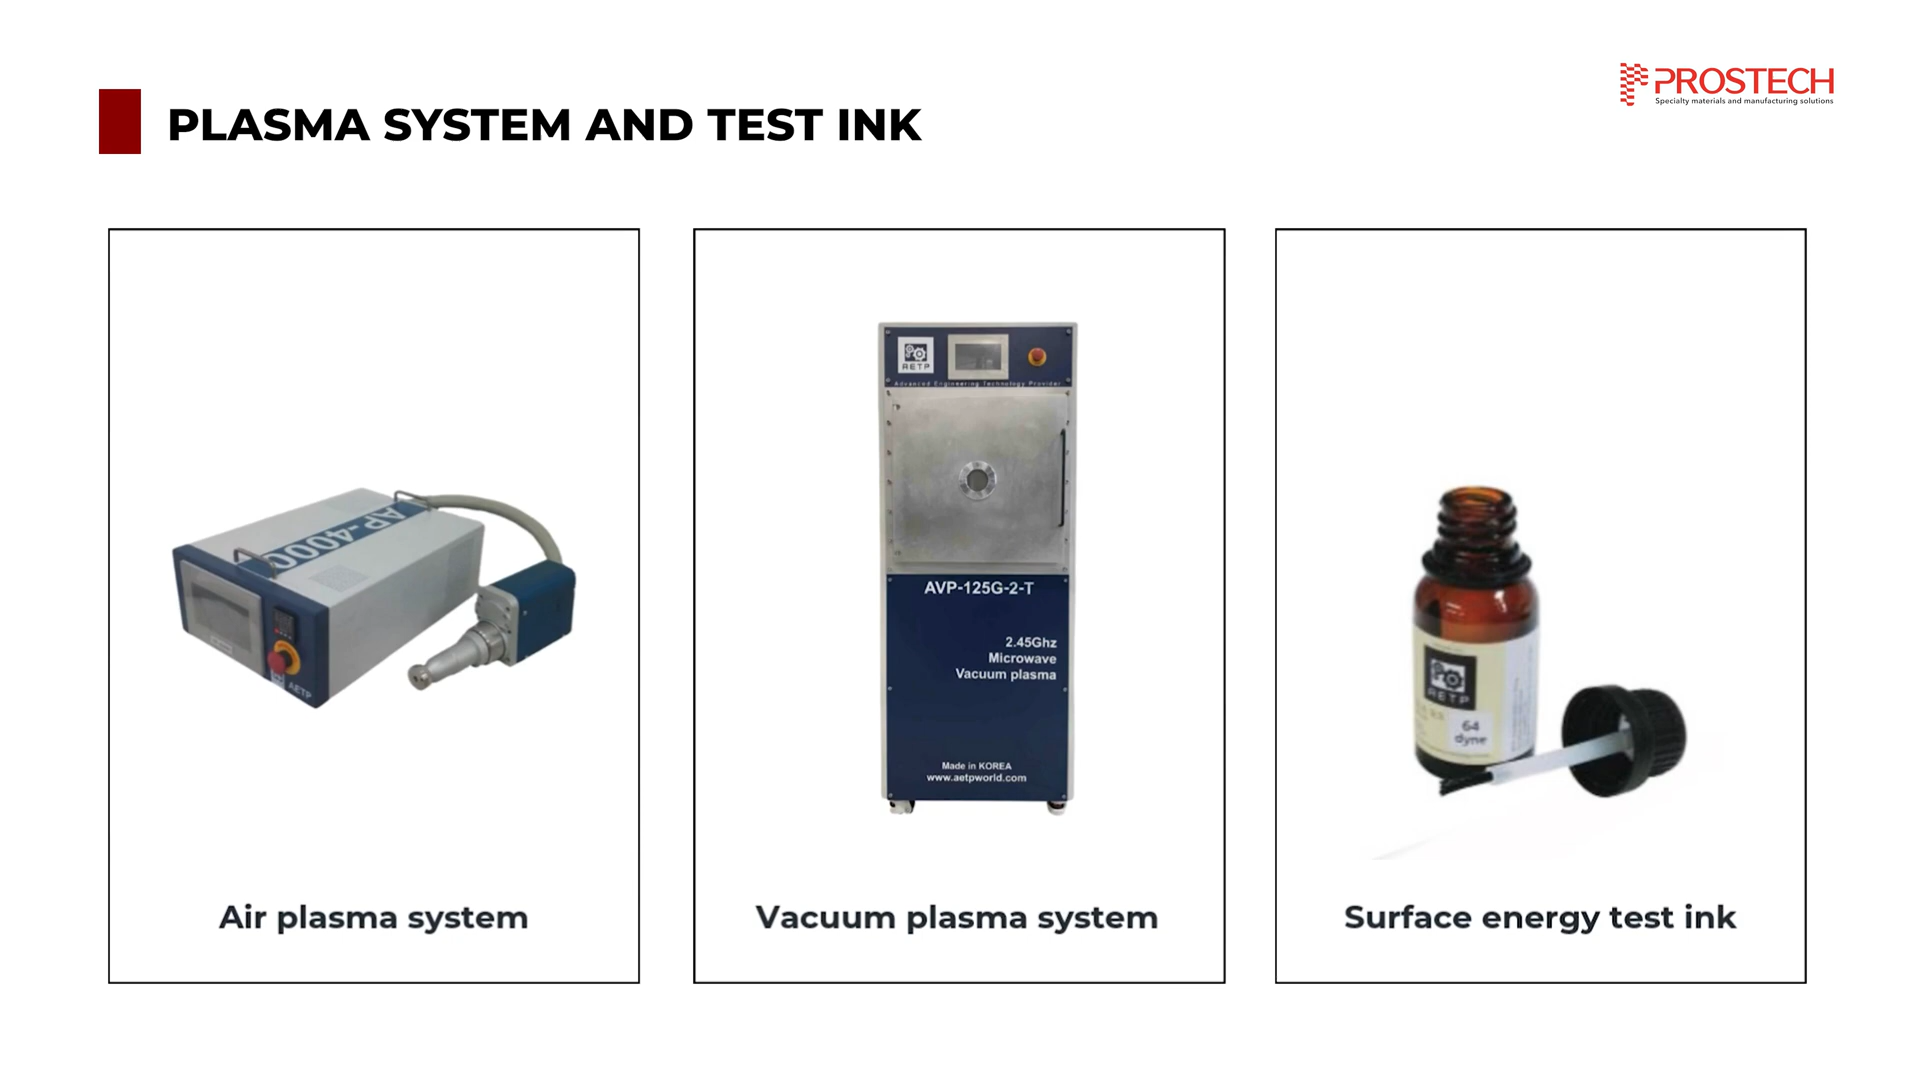 PROSTECH
Specialty materials and manufacturing solutions
PLASMA SYSTEM AND TEST INK
AP-4000
AETP
Air plasma system
AETP
Advanced Engineering Technology Provider
AVP-125G-2-T
2.45Ghz
Microwave
Vacuum plasma
Made in KOREA
www.aetpworld.com
Vacuum plasma system
AETP
64
dyne
Surface energy test ink